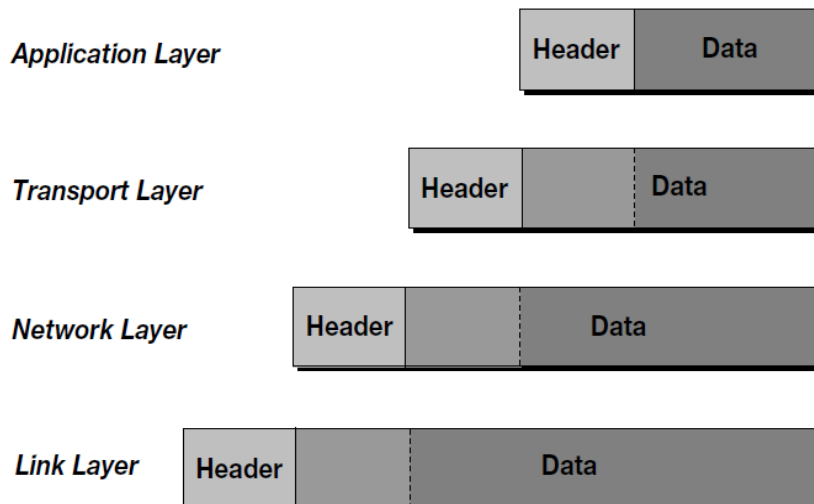 Application Layer
Header
Data
Transport Layer
Header
Data
Network Layer
Header
Data
Link Layer
Header
Data